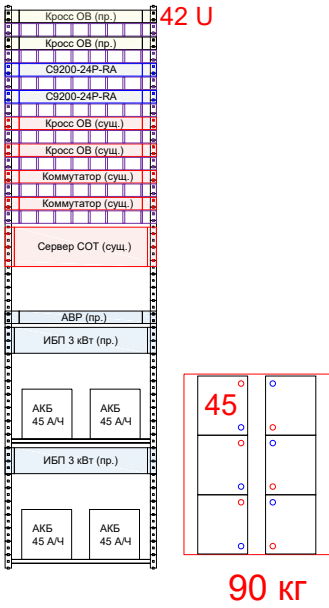 Кросс ОВ (пр.)
42 U
Кросс ОВ (пр.)
C9200-24P-RA
C9200-24P-RA
Кросс ОВ (сущ.)
Кросс ОВ (сущ.)
Коммутатор (сущ.)
Коммутатор (сущ.)
Сервер СОТ (сущ.)
АВР (пр.)
ИБП 3 кВт (пр.)
АКБ
45 А/Ч
АКБ
45 А/Ч
45
ИБП 3 кВт (пр.)
АКБ
45 А/Ч
АКБ
45 А/Ч
90 кг